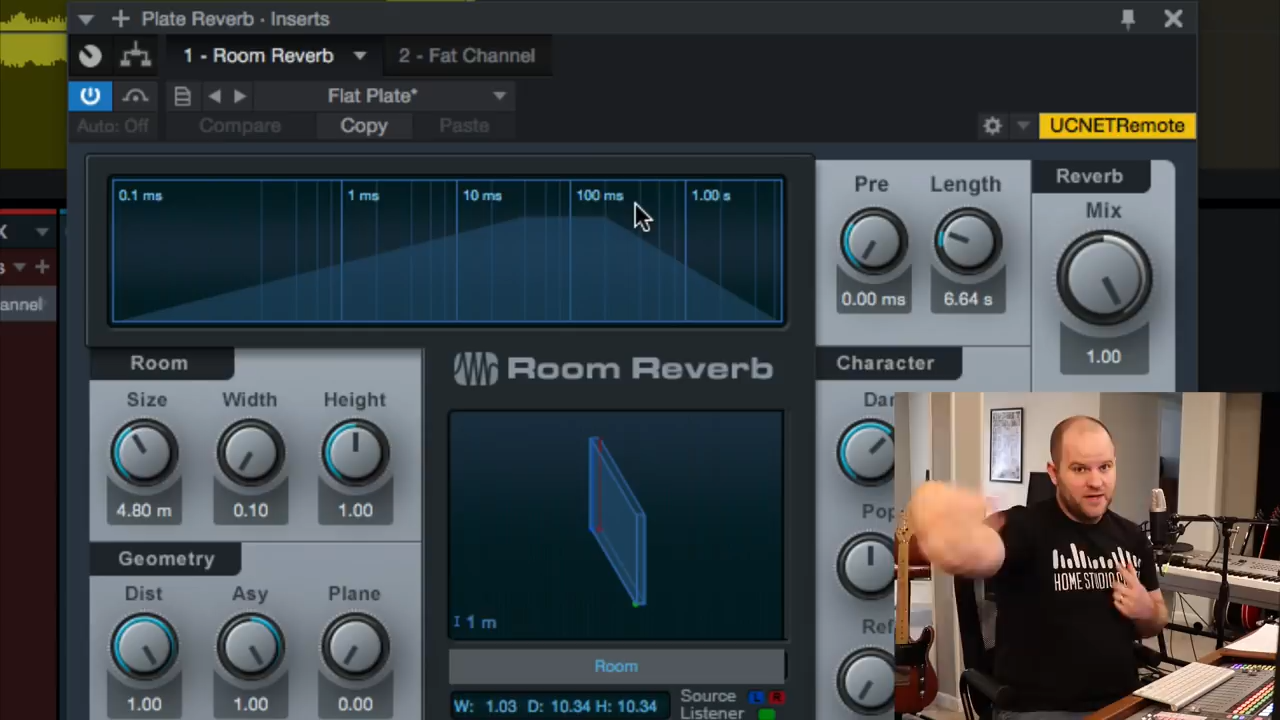 Plate Reverb · Inserts
1 - Room Reverb
2 - Fat Channel
Flat Plate*
Auto: Off
Compare
Copy
Paste
UCNETRemote
0.1 ms
1 ms
10 ms
100 ms
1.00 s
Pre
Length
0.00 ms
6.64 s
Reverb
Mix
1.00
Room
Size
Width
Height
4.80 m
0.10
1.00
Room Reverb
Character
Geometry
Dist
Asy
Plane
1.00
1.00
0.00
1 m
Room
W: 1.03 D: 10.34 H: 10.34
Source L R
Listener
HOME STUDIO